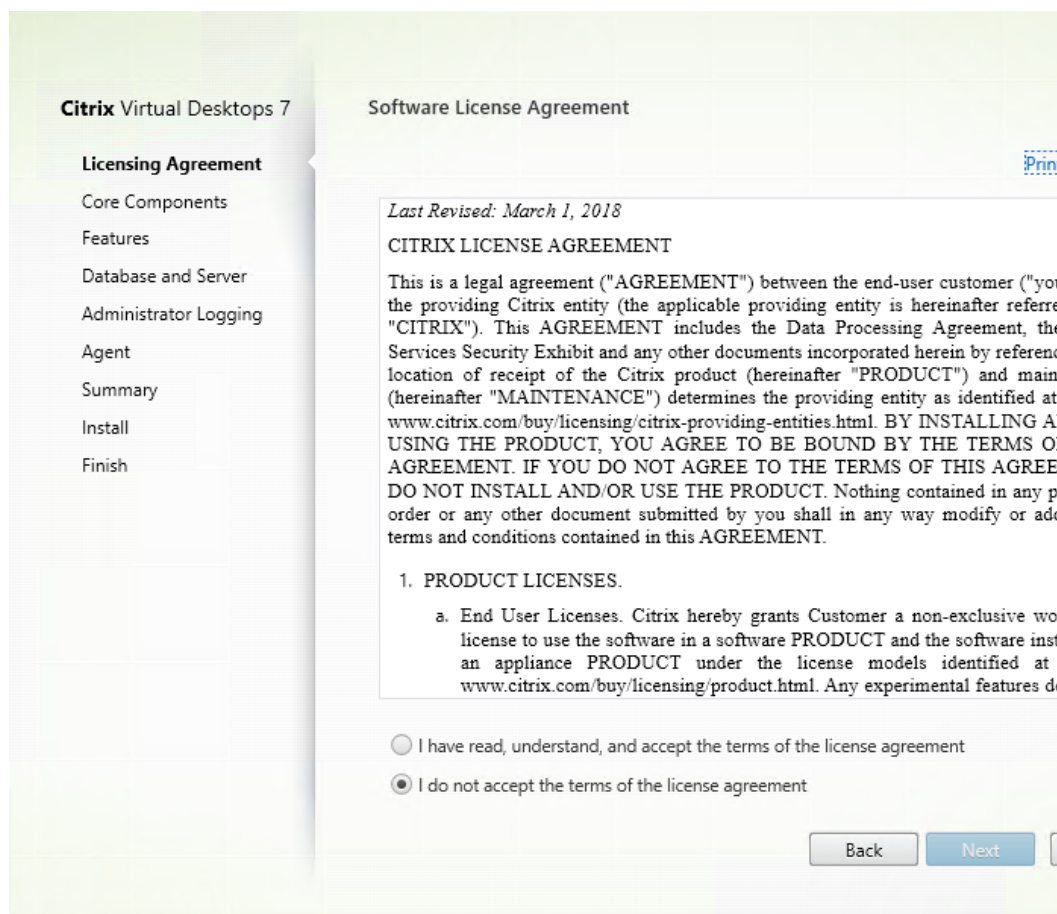 Citrix Virtual Desktops 7
Licensing Agreement
Core Components
Features
Database and Server
Administrator Logging
Agent
Summary
Install
Finish
Software License Agreement
Last Revised: March 1, 2018
CITRIX LICENSE AGREEMENT
This is a legal agreement ("AGREEMENT") between the end-user customer
the providing Citrix entity (the applicable providing entity is hereinafter
"CITRIX"). This AGREEMENT includes the Data Processing Agreement,
Services Security Exhibit and any other documents incorporated herein by
location of receipt of the Citrix product (hereinafter "PRODUCT") and
(hereinafter "MAINTENANCE") determines the providing entity as identified at
www.citrix.com/buy/licensing/citrix-providing-entities.html. BY INSTALLING
USING THE PRODUCT, YOU AGREE TO BE BOUND BY THE TERMS
AGREEMENT. IF YOU DO NOT AGREE TO THE TERMS OF THIS
DO NOT INSTALL AND/OR USE THE PRODUCT. Nothing contained in any
order or any other document submitted by you shall in any way modify or
terms and conditions contained in this AGREEMENT.
1. PRODUCT LICENSES.
a. End User Licenses. Citrix hereby grants Customer a non-exclusive
license to use the software in a software PRODUCT and the software
an appliance PRODUCT under the license models identified at
www.citrix.com/buy/licensing/product.html. Any experimental features
I have read, understand, and accept the terms of the license agreement
I do not accept the terms of the license agreement
Back
Next